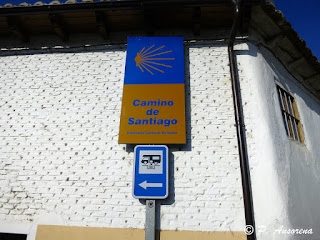 Camino
de
Santiago
© P. Ansorena